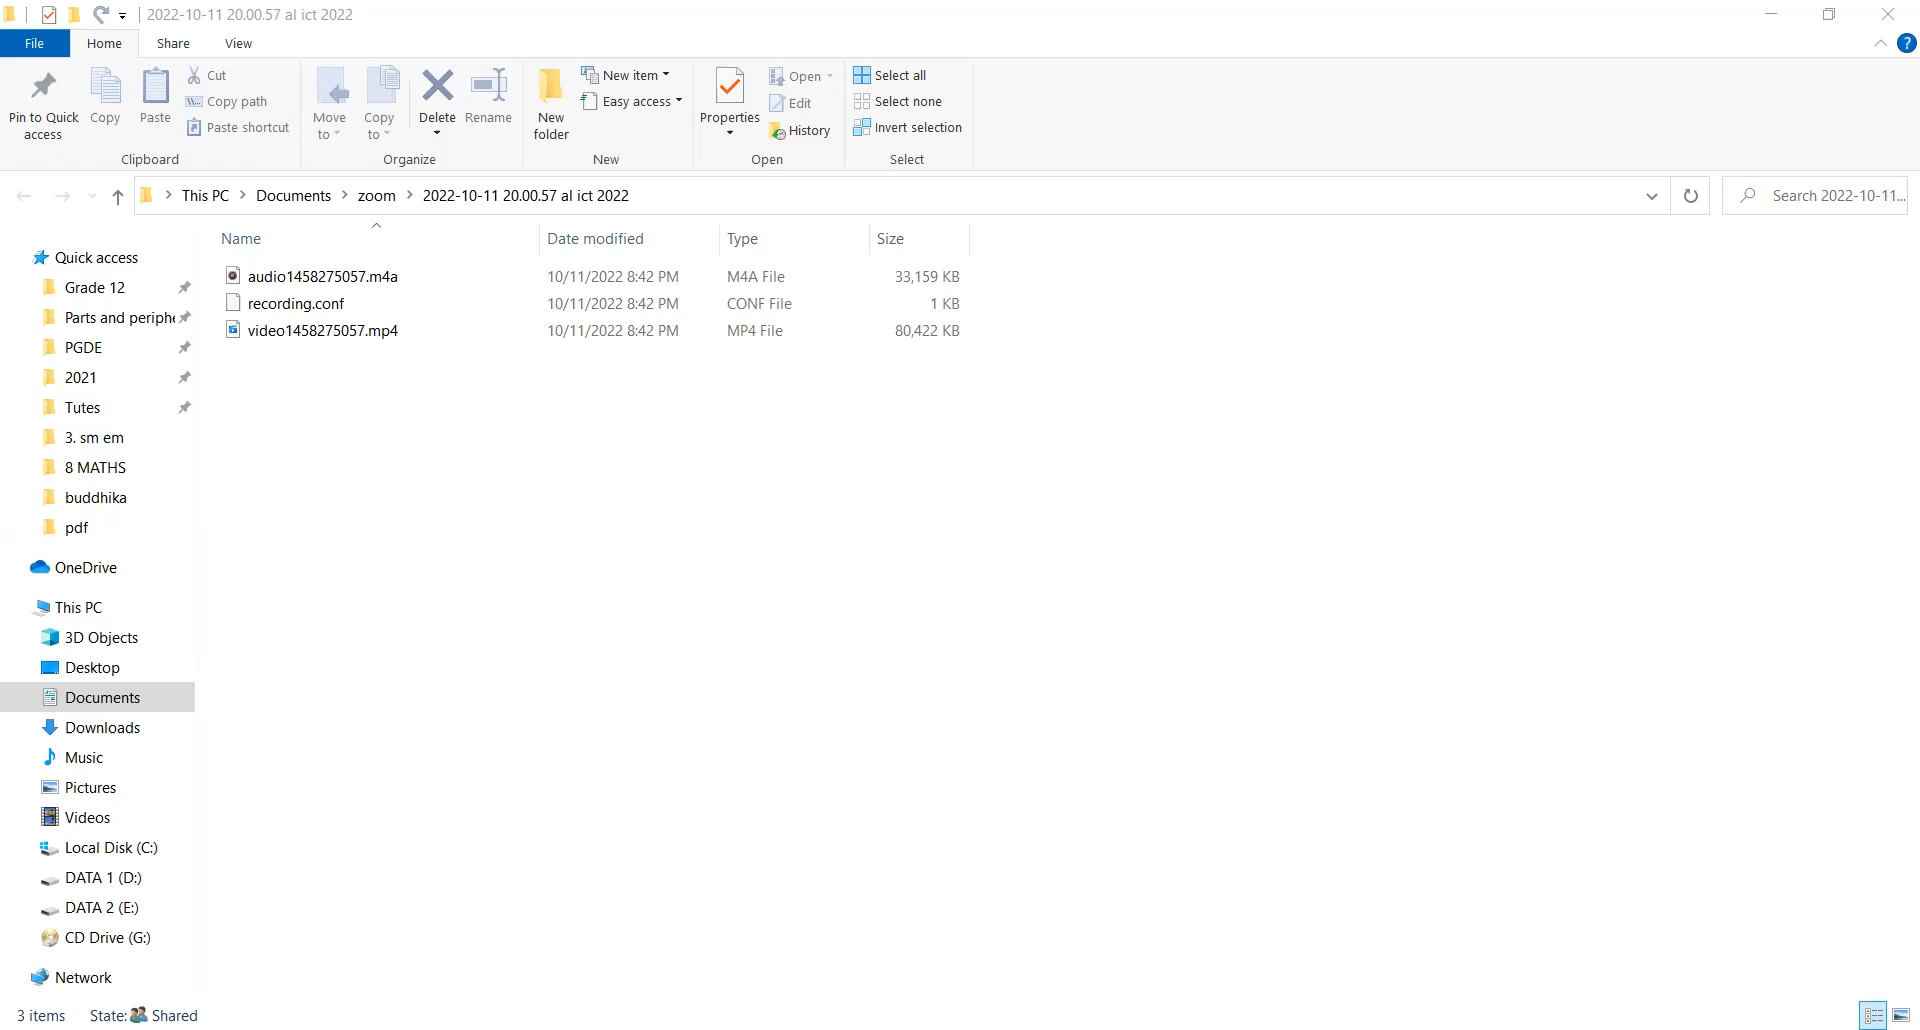 2022-10-11 20.00.57 al ict 2022
File Home Share View
Pin to Quick access
Copy
Paste
Cut
Copy path
Paste shortcut
Clipboard
Move to
Copy to
Delete
Rename
Organize
New folder
New item
Easy access
New
Properties
Open
Edit
History
Open
Select all
Select none
Invert selection
Select
This PC > Documents > zoom > 2022-10-11 20.00.57 al ict 2022
Search 2022-10-11...
Name Date modified Type Size
audio1458275057.m4a 10/11/2022 8:42 PM M4A File 33,159 KB
recording.conf 10/11/2022 8:42 PM CONF File 1 KB
video1458275057.mp4 10/11/2022 8:42 PM MP4 File 80,422 KB
Quick access
Grade 12
Parts and periphe
PGDE
2021
Tutes
3. sm em
8 MATHS
buddhika
pdf
OneDrive
This PC
3D Objects
Desktop
Documents
Downloads
Music
Pictures
Videos
Local Disk (C:)
DATA 1 (D:)
DATA 2 (E:)
CD Drive (G:)
Network
3 items State: Shared